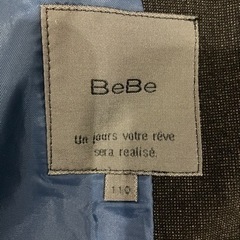 BeBe
Un jours votre rêve
sera realisé.
110